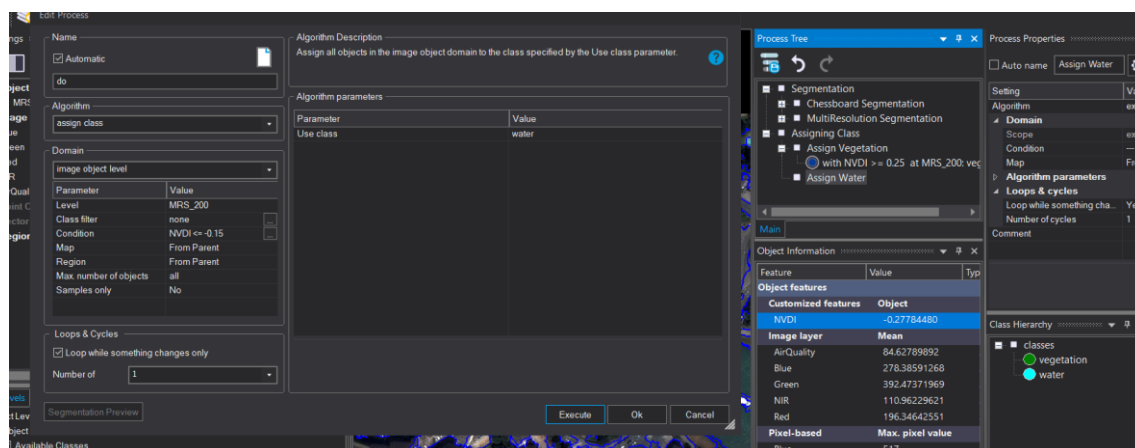 Edit Process
ngs
Name
Automatic
do
Algorithm
assign class
Domain
image object level
Parameter Value
Level MRS_200
Class filter none ...
Condition NVDI <= -0.15 ...
Map From Parent
Region From Parent
Max. number of objects all
Samples only No
Loops & Cycles
Loop while something changes only
Number of 1
Segmentation Preview
Algorithm Description
Assign all objects in the image object domain to the class specified by the Use class parameter.
?
Algorithm parameters
Parameter Value
Use class water
Execute Ok Cancel
Available Classes
Process Tree
Segmentation
Chessboard Segmentation
MultiResolution Segmentation
Assigning Class
Assign Vegetation
with NVDI >= 0.25 at MRS_200: veg
Assign Water
Main
Object Information
Feature Value Typ
Object features
Customized features Object
NVDI -0.27784480
Image layer Mean
AirQuality 84.62789892
Blue 278.38591268
Green 392.47371969
NIR 110.96229621
Red 196.34642551
Pixel-based Max. pixel value
Process Properties
Auto name Assign Water
Setting Va
Algorithm ex
Domain
Scope ex
Condition —
Map Fr
Algorithm parameters
Loops & cycles
Loop while something cha... Ye
Number of cycles 1
Comment
Class Hierarchy
classes
vegetation
water